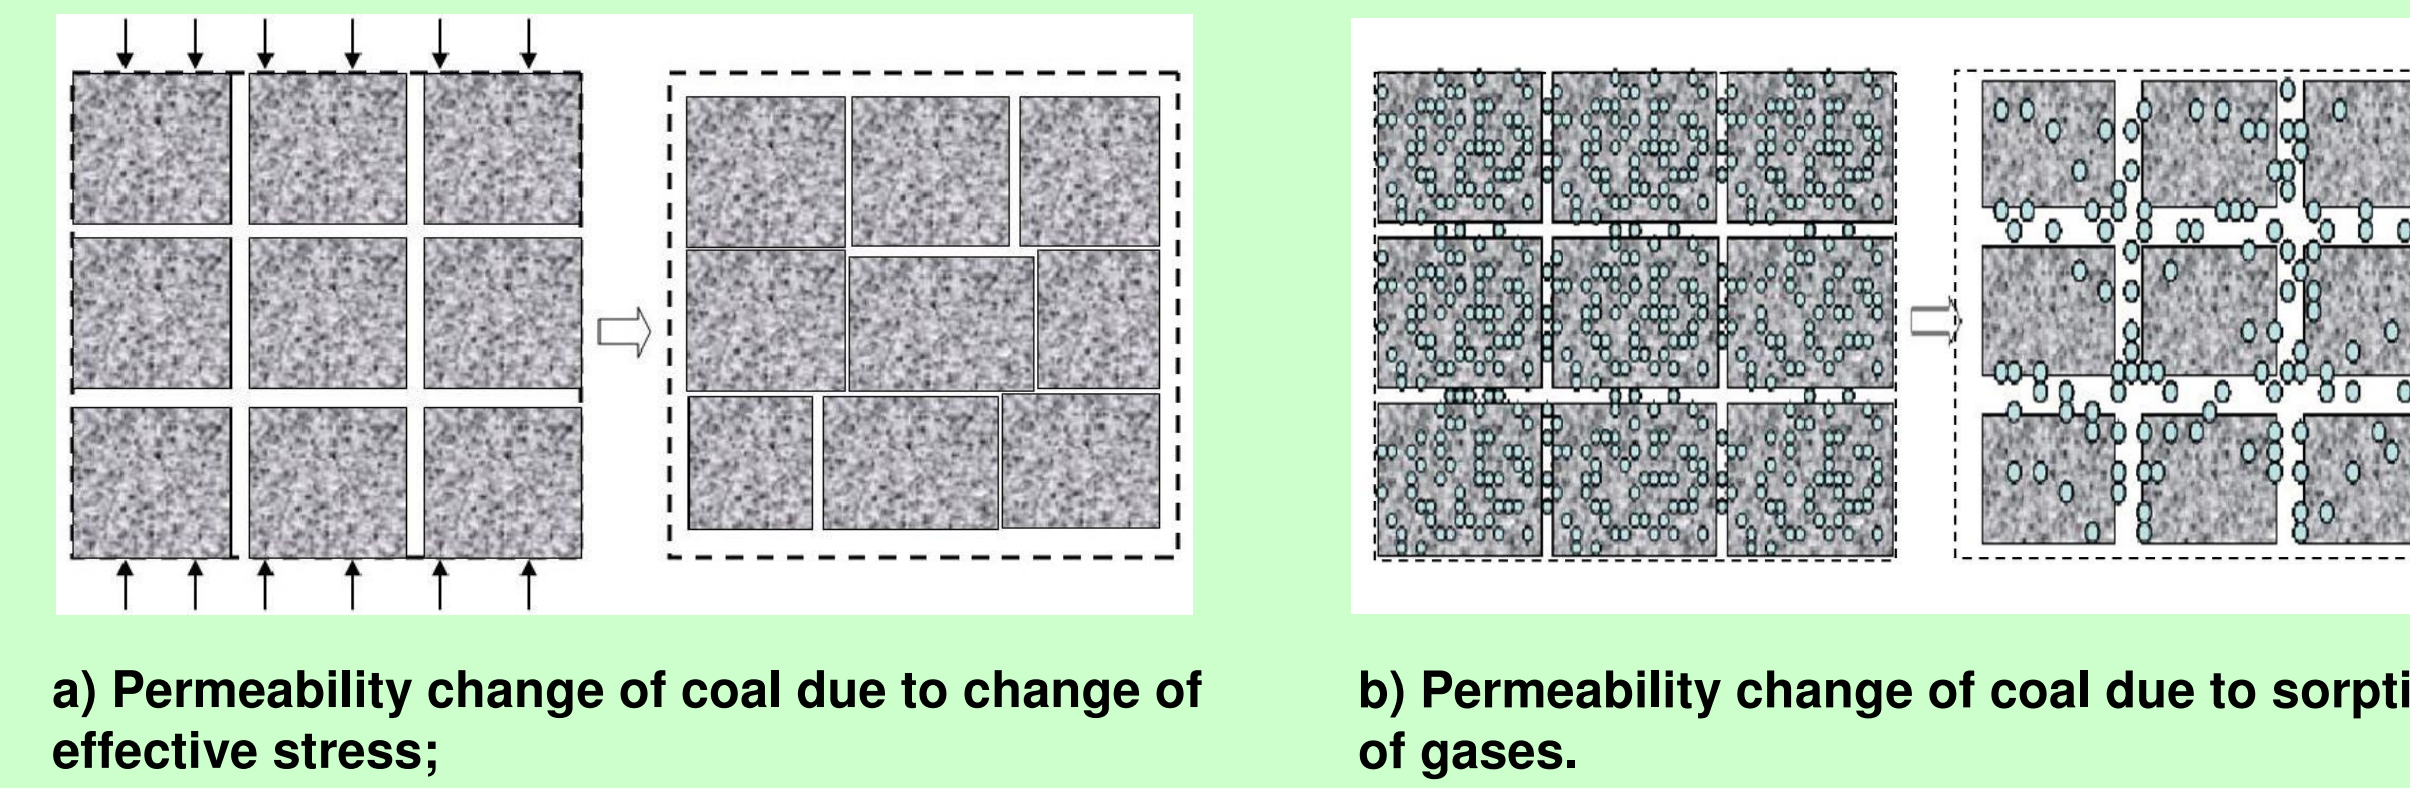 a) Permeability change of coal due to change of
effective stress;
b) Permeability change of coal due to sorpti
of gases.